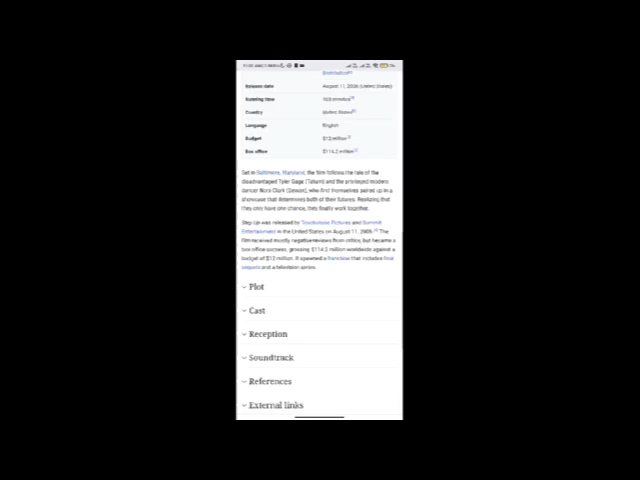 Release date August 11, 2006 (United States)
Running time
Country United States
Language English
Budget $12 million
Box office $114.2 million
Set in Baltimore, Maryland, the film follows the tale of the
disadvantaged Tyler Gage (Tatum) and the privileged modern
dancer Nora Clark (Dewan), who find themselves paired up in a
showcase that determines both of their futures. Realizing that
they only have one chance, they finally work together.
Step Up was released by Touchstone Pictures and Summit
Entertainment in the United States on August 11, 2006. The
film received mostly negative reviews from critics, but became a
box office success, grossing $114.2 million worldwide against a
budget of $12 million. It spawned a franchise that includes four
sequels and a television series.
Plot
Cast
Reception
Soundtrack
References
External links